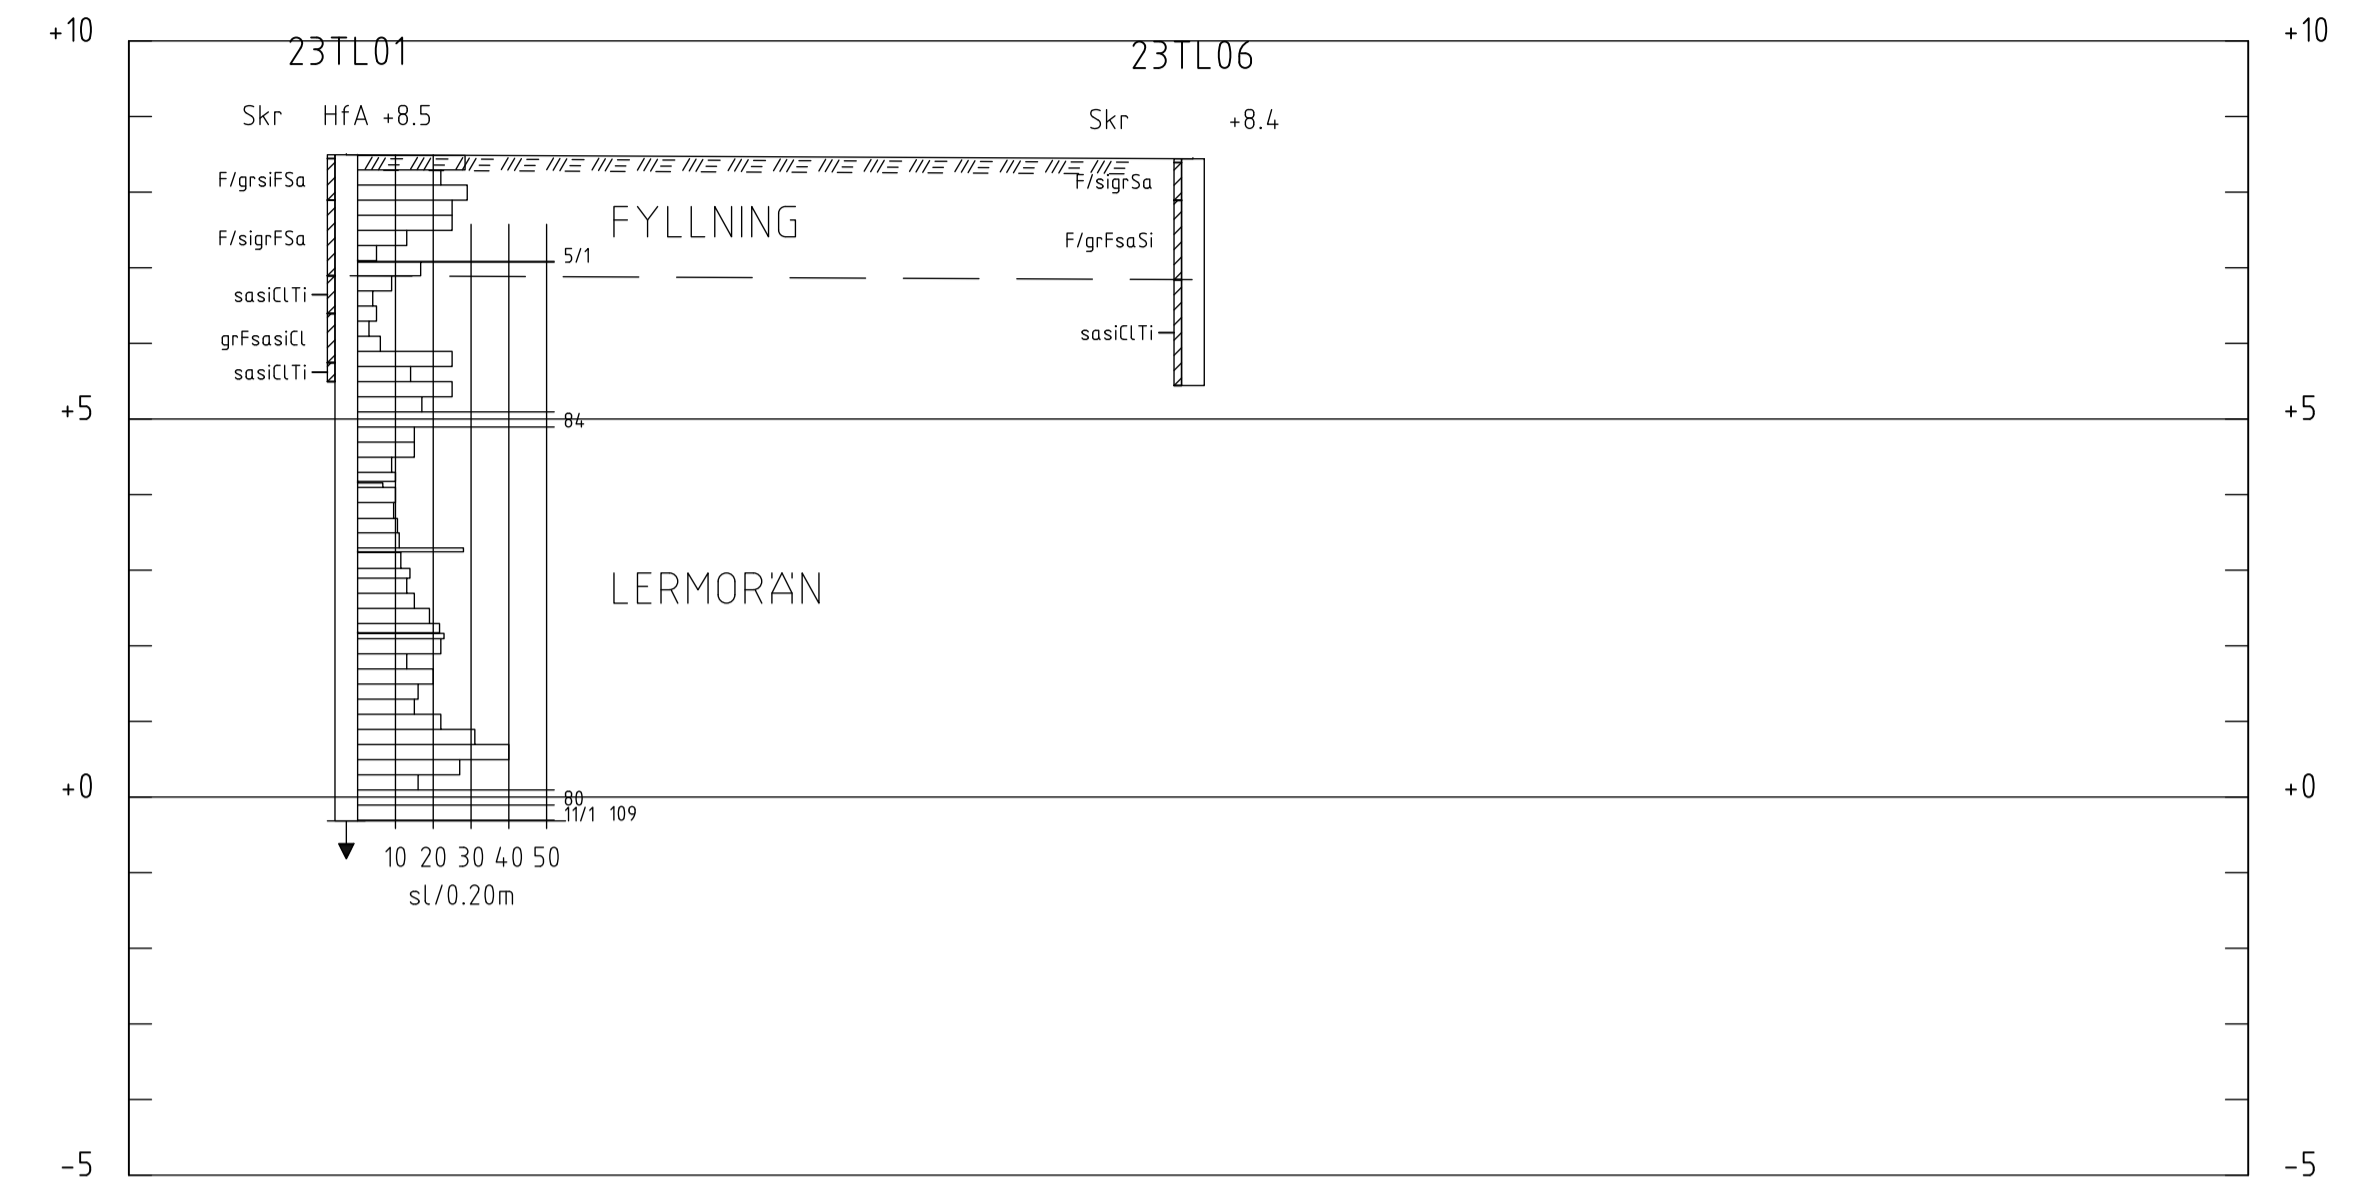 +10 +10
23TL01 23TL06
Skr HfA +8.5 Skr +8.4
F/grsiFSa F/sigrSa
FYLLNING
F/sigrFSa F/grFsaSi
5/1
sasiClTi
grFsasiCl sasiClTi
sasiClTi
+5 84 +5
LERMORÄN
+0 80 +0
11/1 109
10 20 30 40 50
sl/0.20m
-5 -5